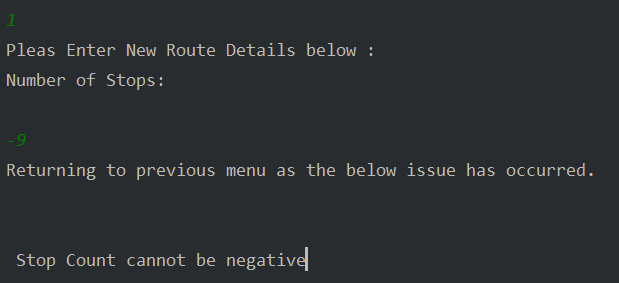 1
Pleas Enter New Route Details below :
Number of Stops:
-9
Returning to previous menu as the below issue has occurred.
Stop Count cannot be negative